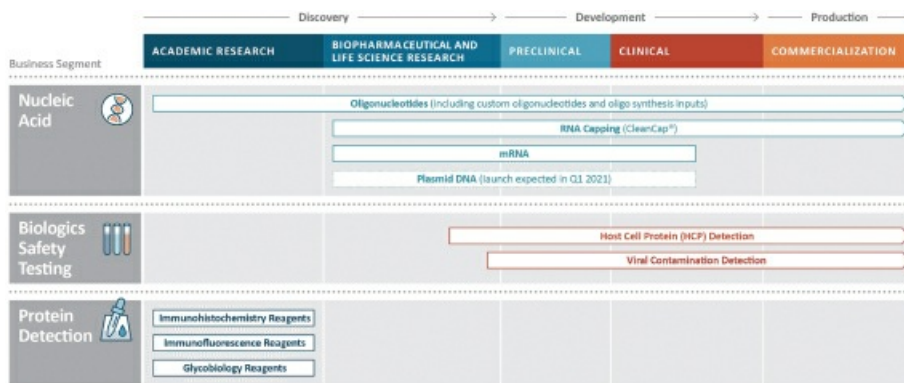 Discovery
Development
Production
Business Segment
ACADEMIC RESEARCH
BIOPHARMACEUTICAL AND
LIFE SCIENCE RESEARCH
PRECLINICAL
CLINICAL
COMMERCIALIZATION
Nucleic
Acid
Oligonucleotides (including custom oligonucleotides and oligo synthesis inputs)
RNA Capping (CleanCap®)
mRNA
Plasmid DNA (launch expected in Q1 2021)
Biologics
Safety
Testing
Host Cell Protein (HCP) Detection
Viral Contamination Detection
Protein
Detection
Immunohistochemistry Reagents
Immunofluorescence Reagents
Glycobiology Reagents